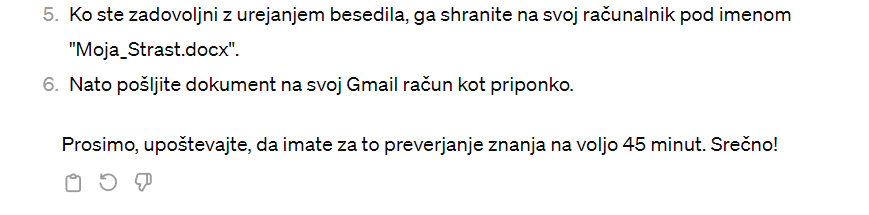 5. Ko ste zadovoljni z urejanjem besedila, ga shranite na svoj računalnik pod imenom
"Moja_Strast.docx".
6. Nato pošljite dokument na svoj Gmail račun kot priponko.
Prosimo, upoštevajte, da imate za to preverjanje znanja na voljo 45 minut. Srečno!